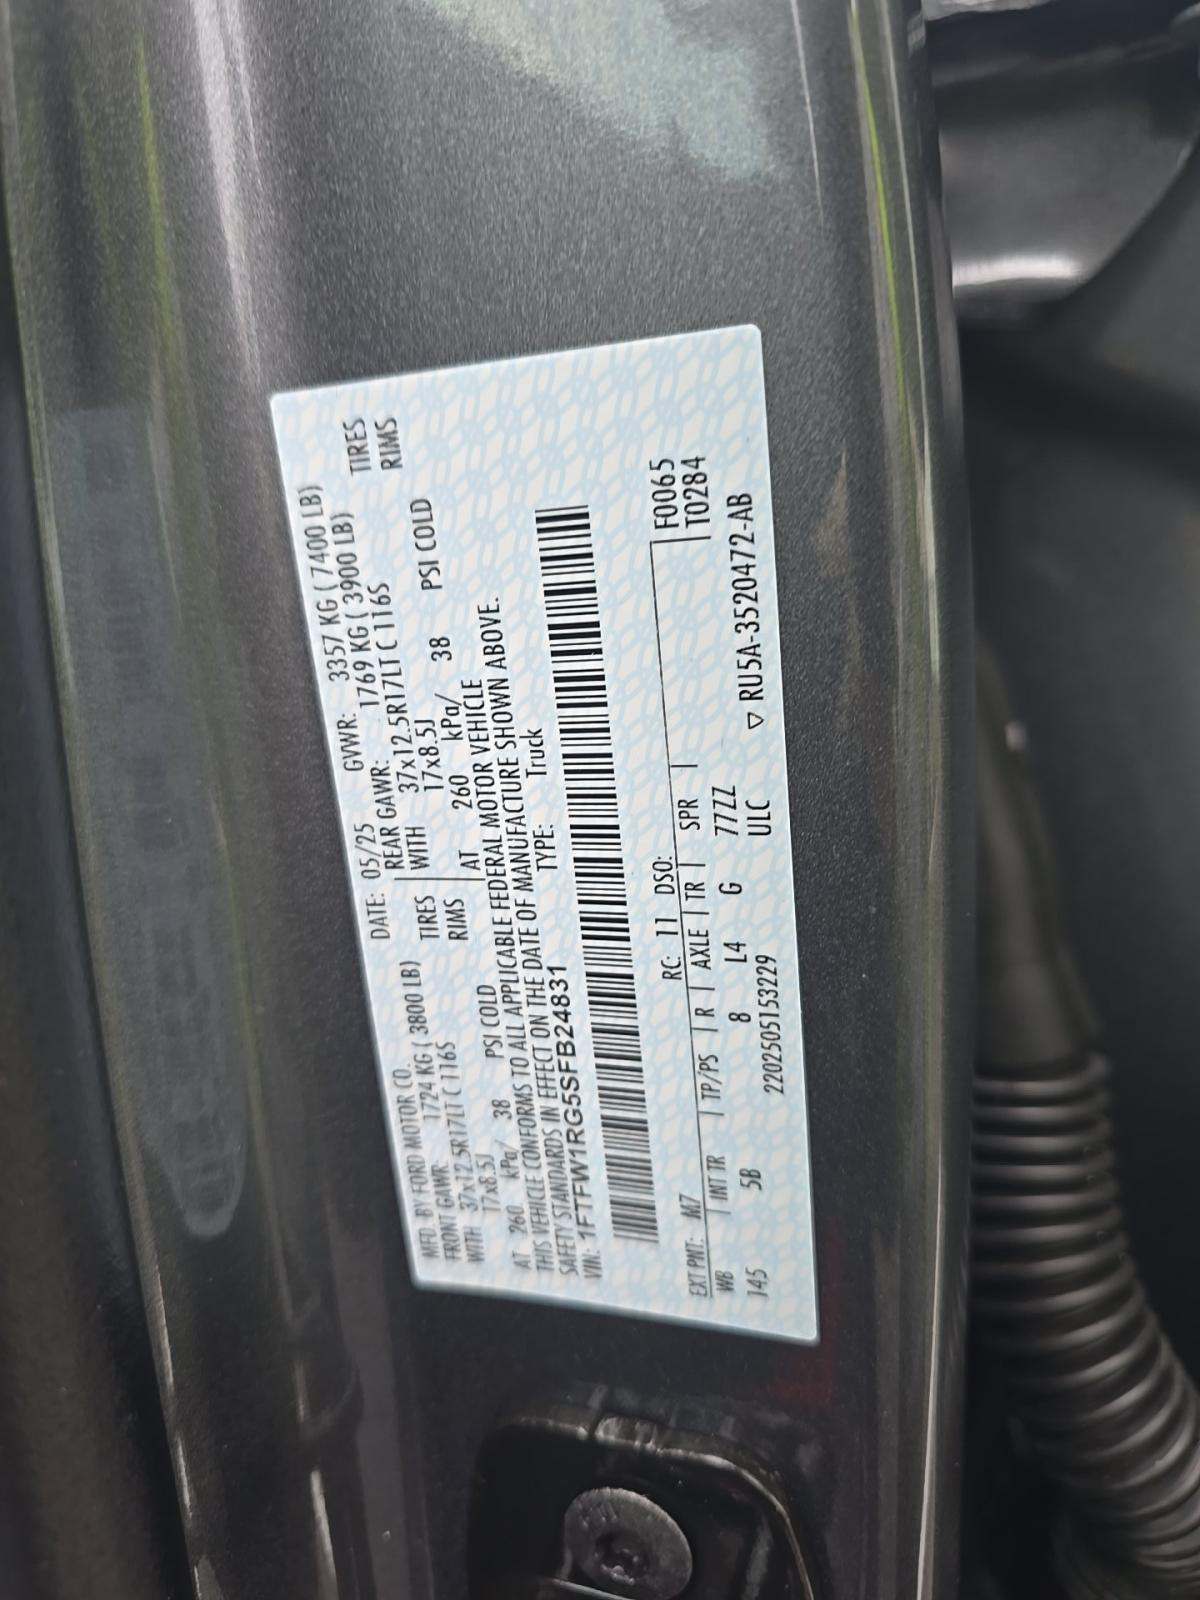 MFD. BY FORD MOTOR CO. DATE: 05/25 GVWR: 3357 KG ( 7400 LB)
FRONT GAWR: 1724 KG ( 3800 LB) REAR GAWR: 1769 KG ( 3900 LB)
WITH 37x12.5R17LT C 116S TIRES WITH 37x12.5R17LT C 116S TIRES
17x8.5J RIMS 17x8.5J RIMS
AT 260 kPa/ 38 PSI COLD AT 260 kPa/ 38 PSI COLD
THIS VEHICLE CONFORMS TO ALL APPLICABLE FEDERAL MOTOR VEHICLE
SAFETY STANDARDS IN EFFECT ON THE DATE OF MANUFACTURE SHOWN ABOVE.
VIN: 1FTFW1RG5SFB24831 TYPE: Truck
EXT PNT: M7 RC: 11 DSO: F0065
WB INT TR TP/PS R AXLE TR SPR T0284
145 5B 8 L4 G 77ZZ
2202505153229 ULC ▽ RU5A-3520472-AB